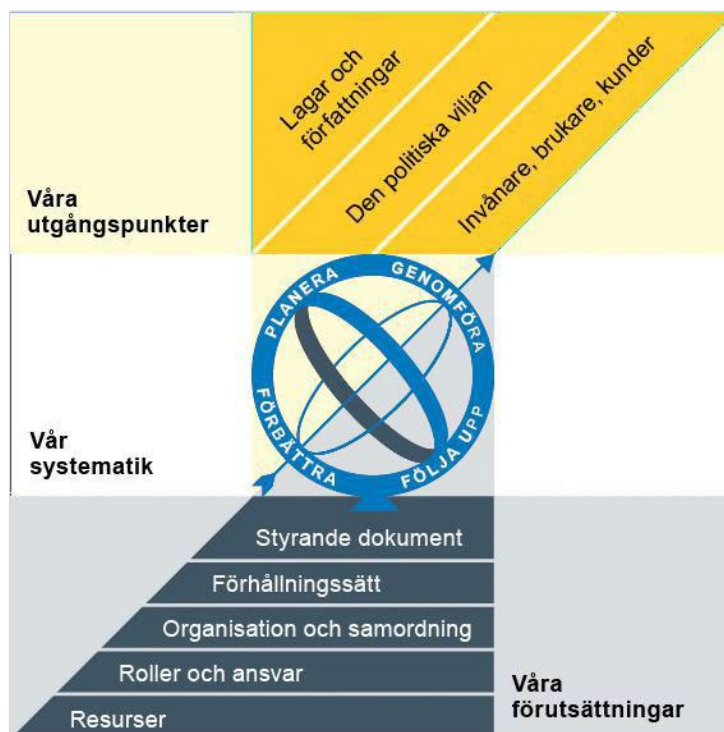 Lagar och
författningar
Den politiska viljan
Invånare, brukare, kunder
Våra
utgångspunkter
PLANERA
GENOMFÖRA
FÖLJA UPP
FÖRBÄTTRA
Vår
systematik
Styrande dokument
Förhållningssätt
Organisation och samordning
Roller och ansvar
Resurser
Våra
förutsättningar